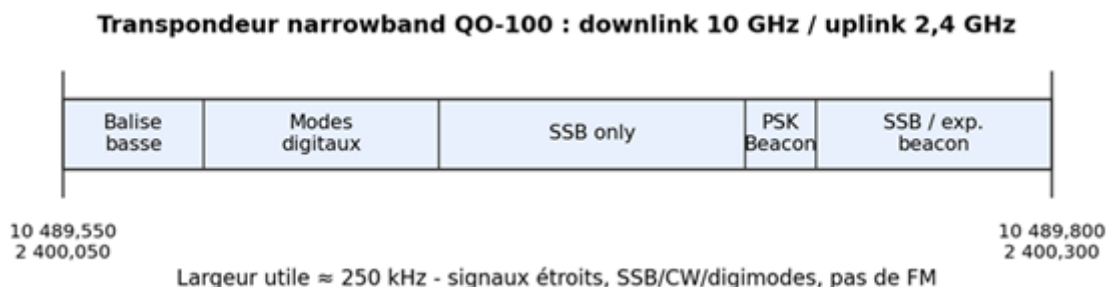 Transpondeur narrowband QO-100 : downlink 10 GHz / uplink 2,4 GHz
Balise
basse
Modes
digitaux
SSB only
PSK
Beacon
SSB / exp.
beacon
10 489,550
2 400,050
10 489,800
2 400,300
Largeur utile ≈ 250 kHz - signaux étroits, SSB/CW/digimodes, pas de FM